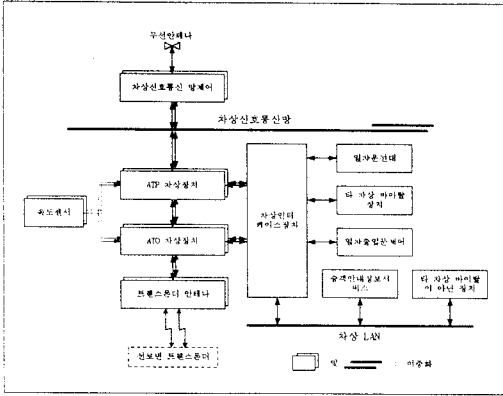 무선안테나
차상신호통신 망제어
차상신호통신망
ATP 차상장치
속도센서
ATO 차상장치
차상인터
페이스장치
열차운전대
타 차상 바이탈
장치
열차출입문제어
트랜스폰더 안테나
승객안내정보서
비스
타 차상 바이탈
이 아닌 장치
선로변 트랜스폰더
차상 LAN
및
: 이중화